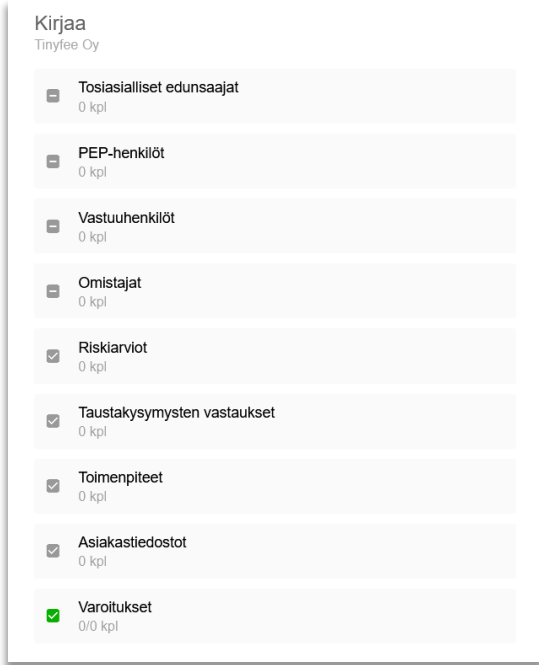 Kirjaa
Tinyfee Oy
Tosiasialliset edunsaajat
0 kpl
PEP-henkilöt
0 kpl
Vastuuhenkilöt
0 kpl
Omistajat
0 kpl
Riskiarviot
0 kpl
Taustakysymysten vastaukset
0 kpl
Toimenpiteet
0 kpl
Asiakastiedostot
0 kpl
Varoitukset
0/0 kpl